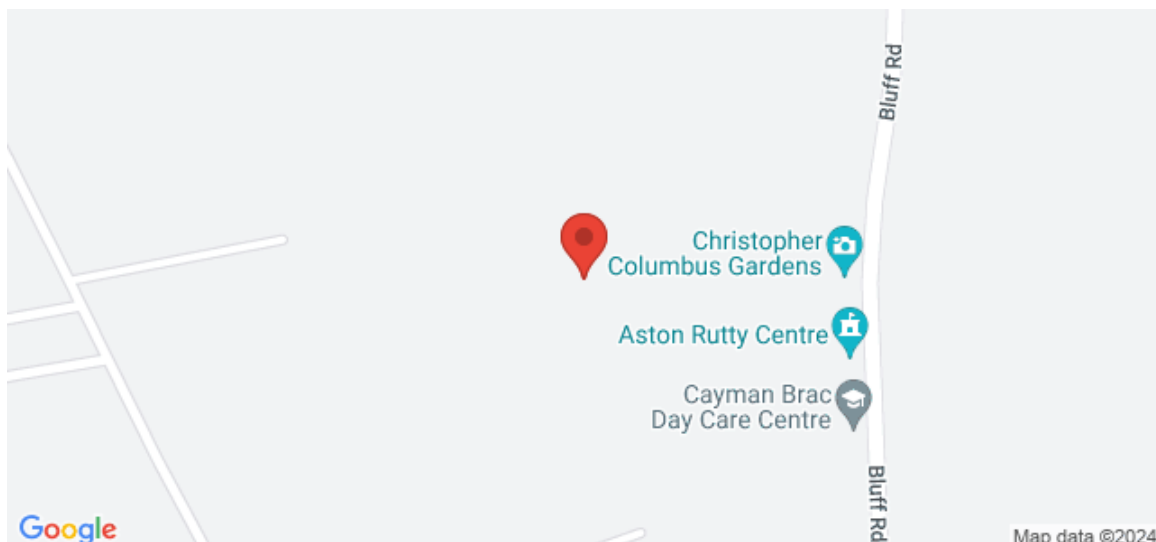 Bluff Rd
Christopher
Columbus Gardens
Aston Rutty Centre
Cayman Brac
Day Care Centre
Bluff Rd
Google
Map data ©2024